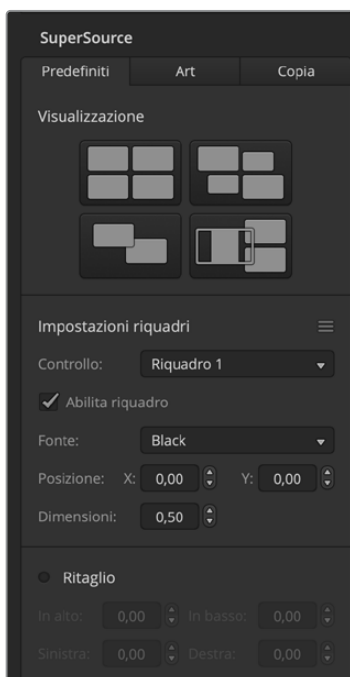 SuperSource
Predefiniti Art Copia
Visualizzazione
Impostazioni riquadri
Controllo: Riquadro 1
Abilita riquadro
Fonte: Black
Posizione: X: 0,00 Y: 0,00
Dimensioni: 0,50
Ritaglio
In alto: 0,00 In basso: 0,00
Sinistra: 0,00 Destra: 0,00